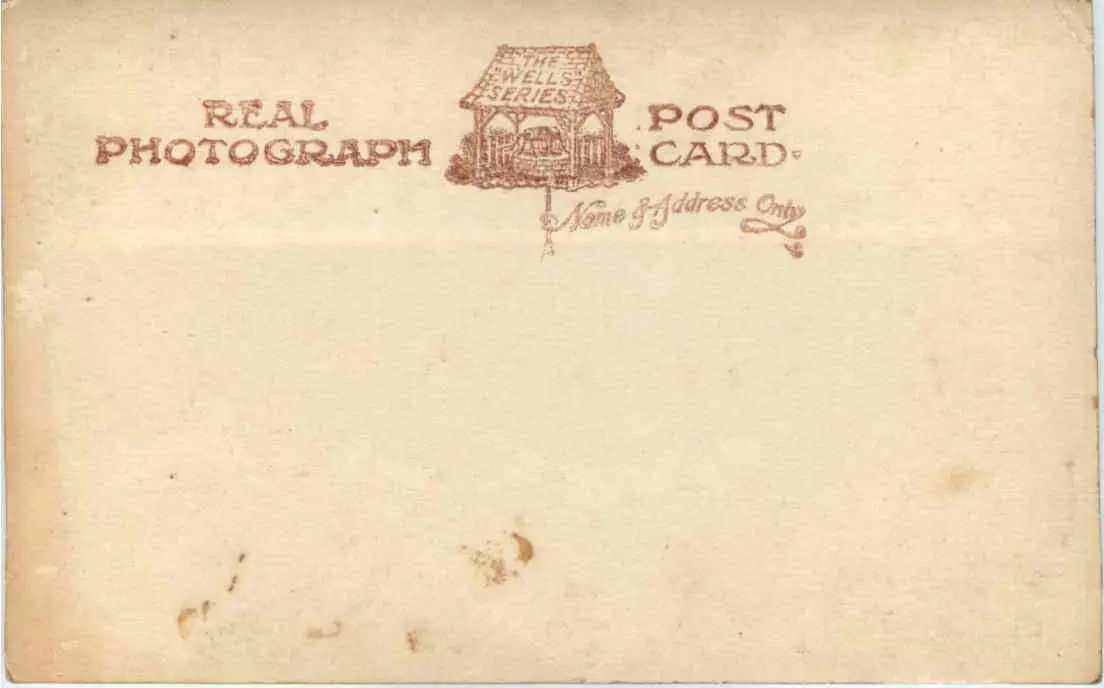 THE
"WELLS"
SERIES
REAL
PHOTOGRAPH
POST
CARD
Name & Address Only